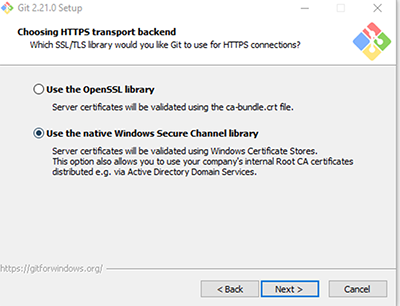 Git 2.21.0 Setup
Choosing HTTPS transport backend
Which SSL/TLS library would you like Git to use for HTTPS connections?
Use the OpenSSL library
Server certificates will be validated using the ca-bundle.crt file.
Use the native Windows Secure Channel library
Server certificates will be validated using Windows Certificate Stores.
This option also allows you to use your company's internal Root CA certificates
distributed e.g. via Active Directory Domain Services.
https://gitforwindows.org/
< Back
Next >
Cancel